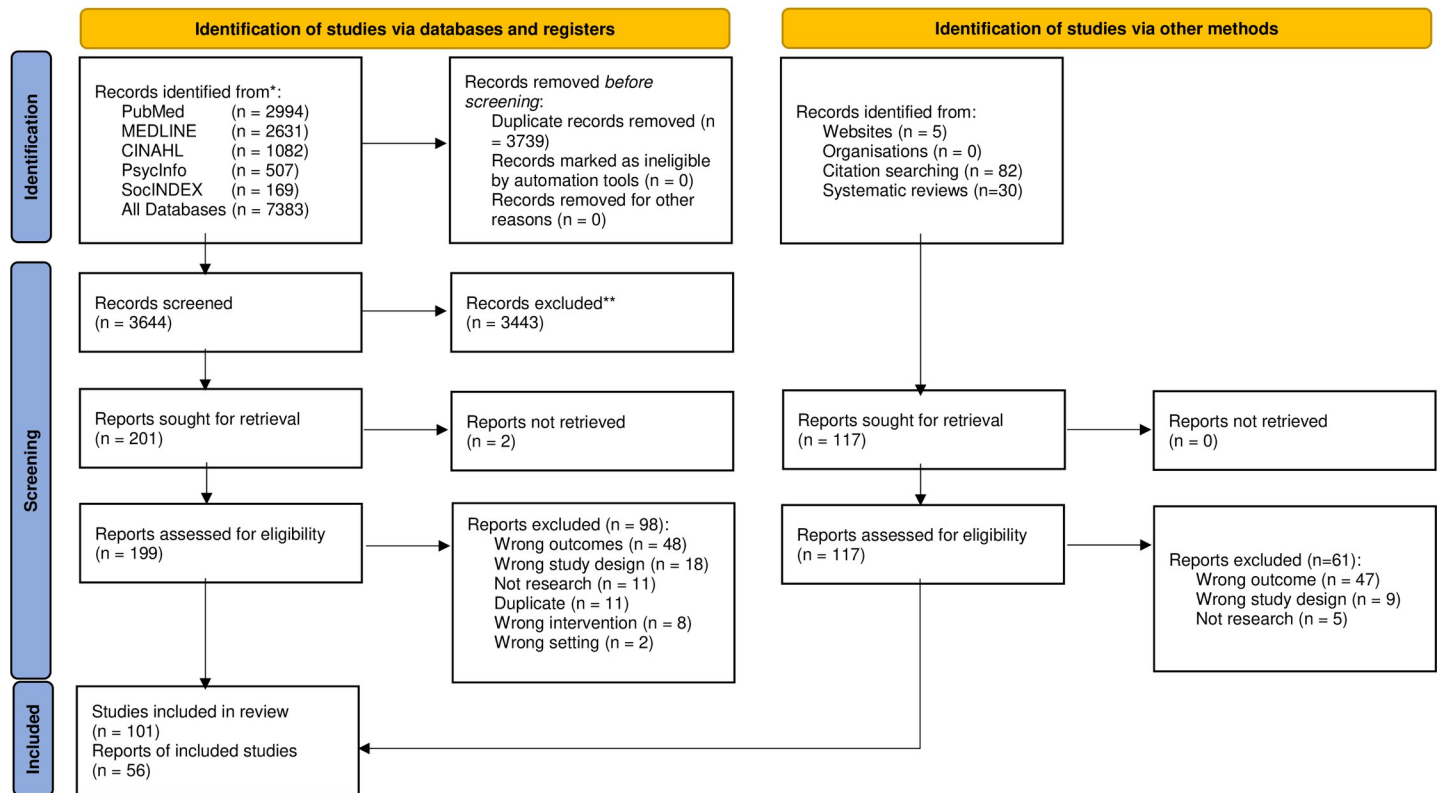 Identification of studies via databases and registers
Identification of studies via other methods
Identification
Records identified from*:
PubMed (n = 2994)
MEDLINE (n = 2631)
CINAHL (n = 1082)
PsycInfo (n = 507)
SocINDEX (n = 169)
All Databases (n = 7383)
Records removed before
screening:
Duplicate records removed (n
= 3739)
Records marked as ineligible
by automation tools (n = 0)
Records removed for other
reasons (n = 0)
Records identified from:
Websites (n = 5)
Organisations (n = 0)
Citation searching (n = 82)
Systematic reviews (n=30)
Screening
Records screened
(n = 3644)
Records excluded**
(n = 3443)
Reports sought for retrieval
(n = 201)
Reports not retrieved
(n = 2)
Reports sought for retrieval
(n = 117)
Reports not retrieved
(n = 0)
Reports assessed for eligibility
(n = 199)
Reports excluded (n = 98):
Wrong outcomes (n = 48)
Wrong study design (n = 18)
Not research (n = 11)
Duplicate (n = 11)
Wrong intervention (n = 8)
Wrong setting (n = 2)
Reports assessed for eligibility
(n = 117)
Reports excluded (n=61):
Wrong outcome (n = 47)
Wrong study design (n = 9)
Not research (n = 5)
Included
Studies included in review
(n = 101)
Reports of included studies
(n = 56)